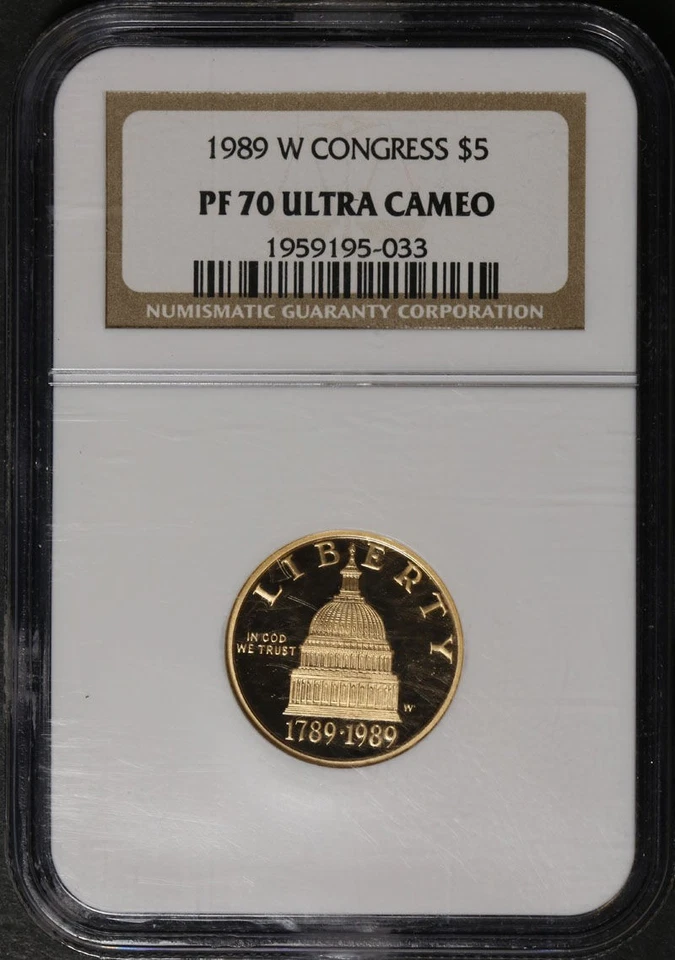 1989 W CONGRESS $5
PF 70 ULTRA CAMEO
1959195-033
NUMISMATIC GUARANTY CORPORATION
LIBERTY
IN GOD
WE TRUST
W
1789·1989